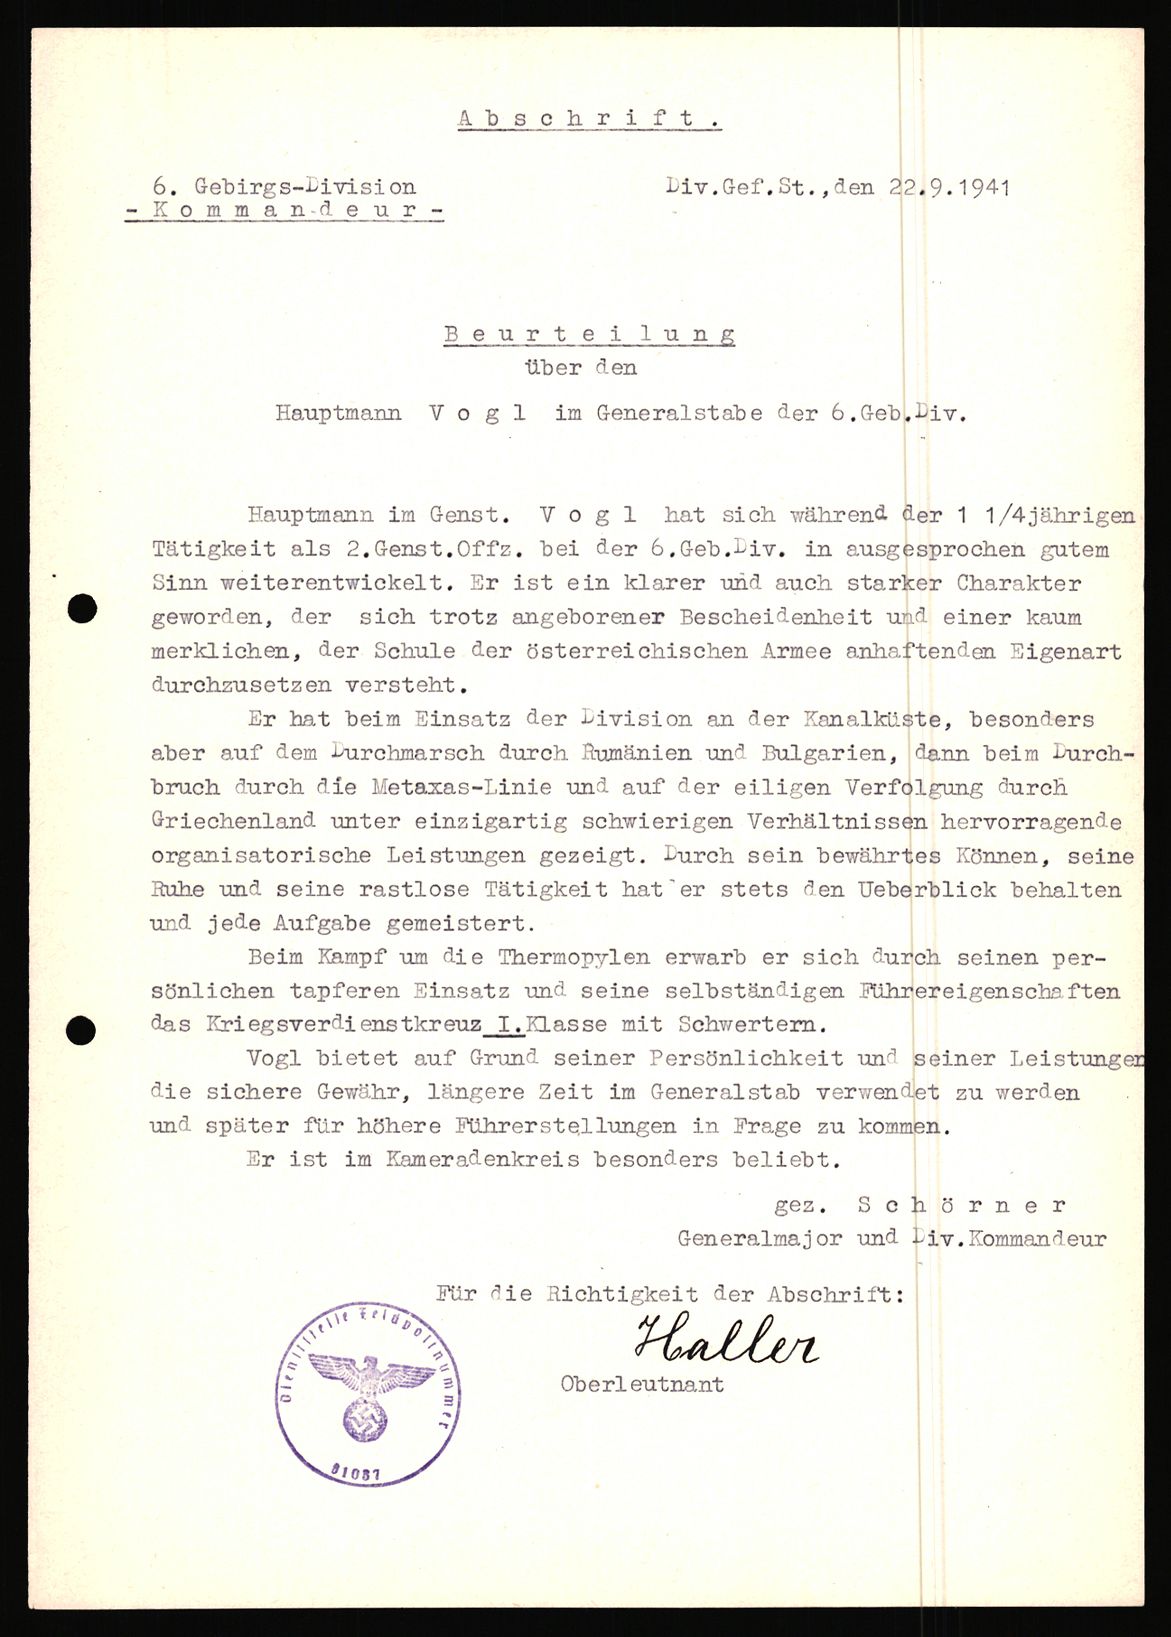 A b s c h r i f t .
6. Gebirgs-Division Div.Gef.St.,den 22.9.1941
- K o m m a n d e u r -
B e u r t e i l u n g
über den
Hauptmann V o g l im Generalstabe der 6.Geb.Div.
Hauptmann im Genst. V o g l hat sich während der 1 1/4jährigen
Tätigkeit als 2.Genst.Offz. bei der 6.Geb.Div. in ausgesprochen gutem
Sinn weiterentwickelt. Er ist ein klarer und auch starker Charakter
geworden, der sich trotz angeborener Bescheidenheit und einer kaum
merklichen, der Schule der österreichischen Armee anhaftenden Eigenart
durchzusetzen versteht.
Er hat beim Einsatz der Division an der Kanalküste, besonders
aber auf dem Durchmarsch durch Rumänien und Bulgarien, dann beim Durch-
bruch durch die Metaxas-Linie und auf der eiligen Verfolgung durch
Griechenland unter einzigartig schwierigen Verhältnissen hervorragende
organisatorische Leistungen gezeigt. Durch sein bewährtes Können, seine
Ruhe und seine rastlose Tätigkeit hat er stets den Ueberblick behalten
und jede Aufgabe gemeistert.
Beim Kampf um die Thermopylen erwarb er sich durch seinen per-
sönlichen tapferen Einsatz und seine selbständigen Führereigenschaften
das Kriegsverdienstkreuz I.Klasse mit Schwertern.
Vogl bietet auf Grund seiner Persönlichkeit und seiner Leistungen
die sichere Gewähr, längere Zeit im Generalstab verwendet zu werden
und später für höhere Führerstellungen in Frage zu kommen.
Er ist im Kameradenkreis besonders beliebt.
gez. S c h ö r n e r
Generalmajor und Div.Kommandeur
Für die Richtigkeit der Abschrift:
Haller
Oberleutnant
Dienststelle Feldpostnummer